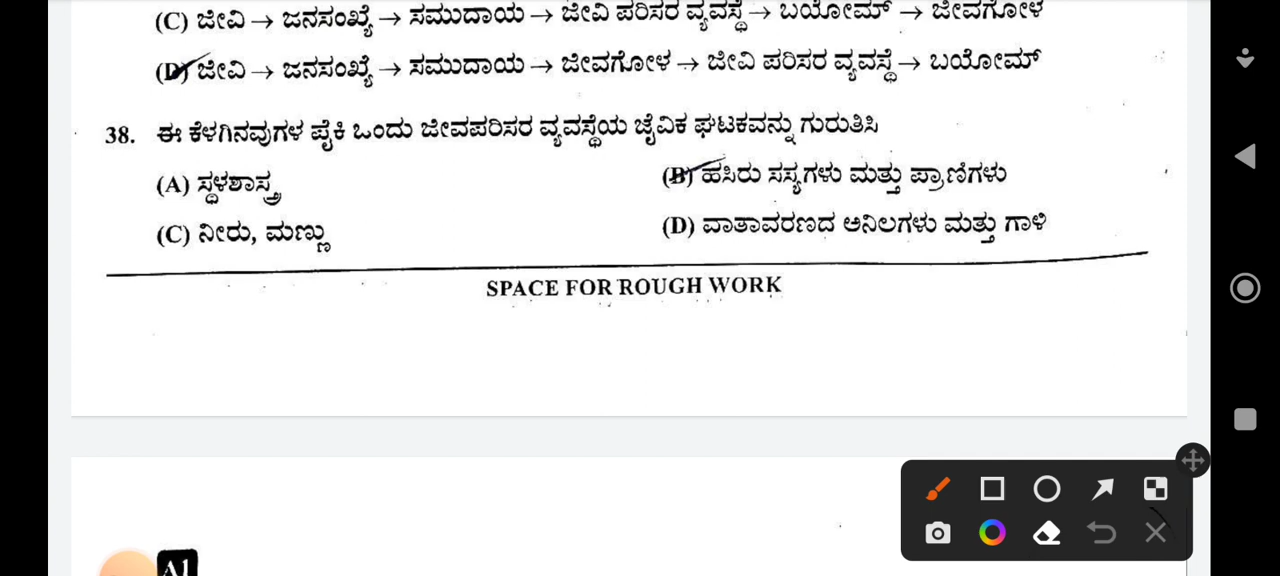 (C) ಜೀವಿ → ಜನಸಂಖ್ಯೆ → ಸಮುದಾಯ → ಜೀವಿ ಪರಿಸರ ವ್ಯವಸ್ಥೆ → ಬಯೋಮ್ → ಜೀವಗೋಳ
(D) ಜೀವಿ → ಜನಸಂಖ್ಯೆ → ಸಮುದಾಯ → ಜೀವಗೋಳ → ಜೀವಿ ಪರಿಸರ ವ್ಯವಸ್ಥೆ → ಬಯೋಮ್
38. ಈ ಕೆಳಗಿನವುಗಳ ಪೈಕಿ ಒಂದು ಜೀವಪರಿಸರ ವ್ಯವಸ್ಥೆಯ ಜೈವಿಕ ಘಟಕವನ್ನು ಗುರುತಿಸಿ
(A) ಸ್ಥಳಶಾಸ್ತ್ರ (B) ಹಸಿರು ಸಸ್ಯಗಳು ಮತ್ತು ಪ್ರಾಣಿಗಳು
(C) ನೀರು, ಮಣ್ಣು (D) ವಾತಾವರಣದ ಅನಿಲಗಳು ಮತ್ತು ಗಾಳಿ
SPACE FOR ROUGH WORK
A1